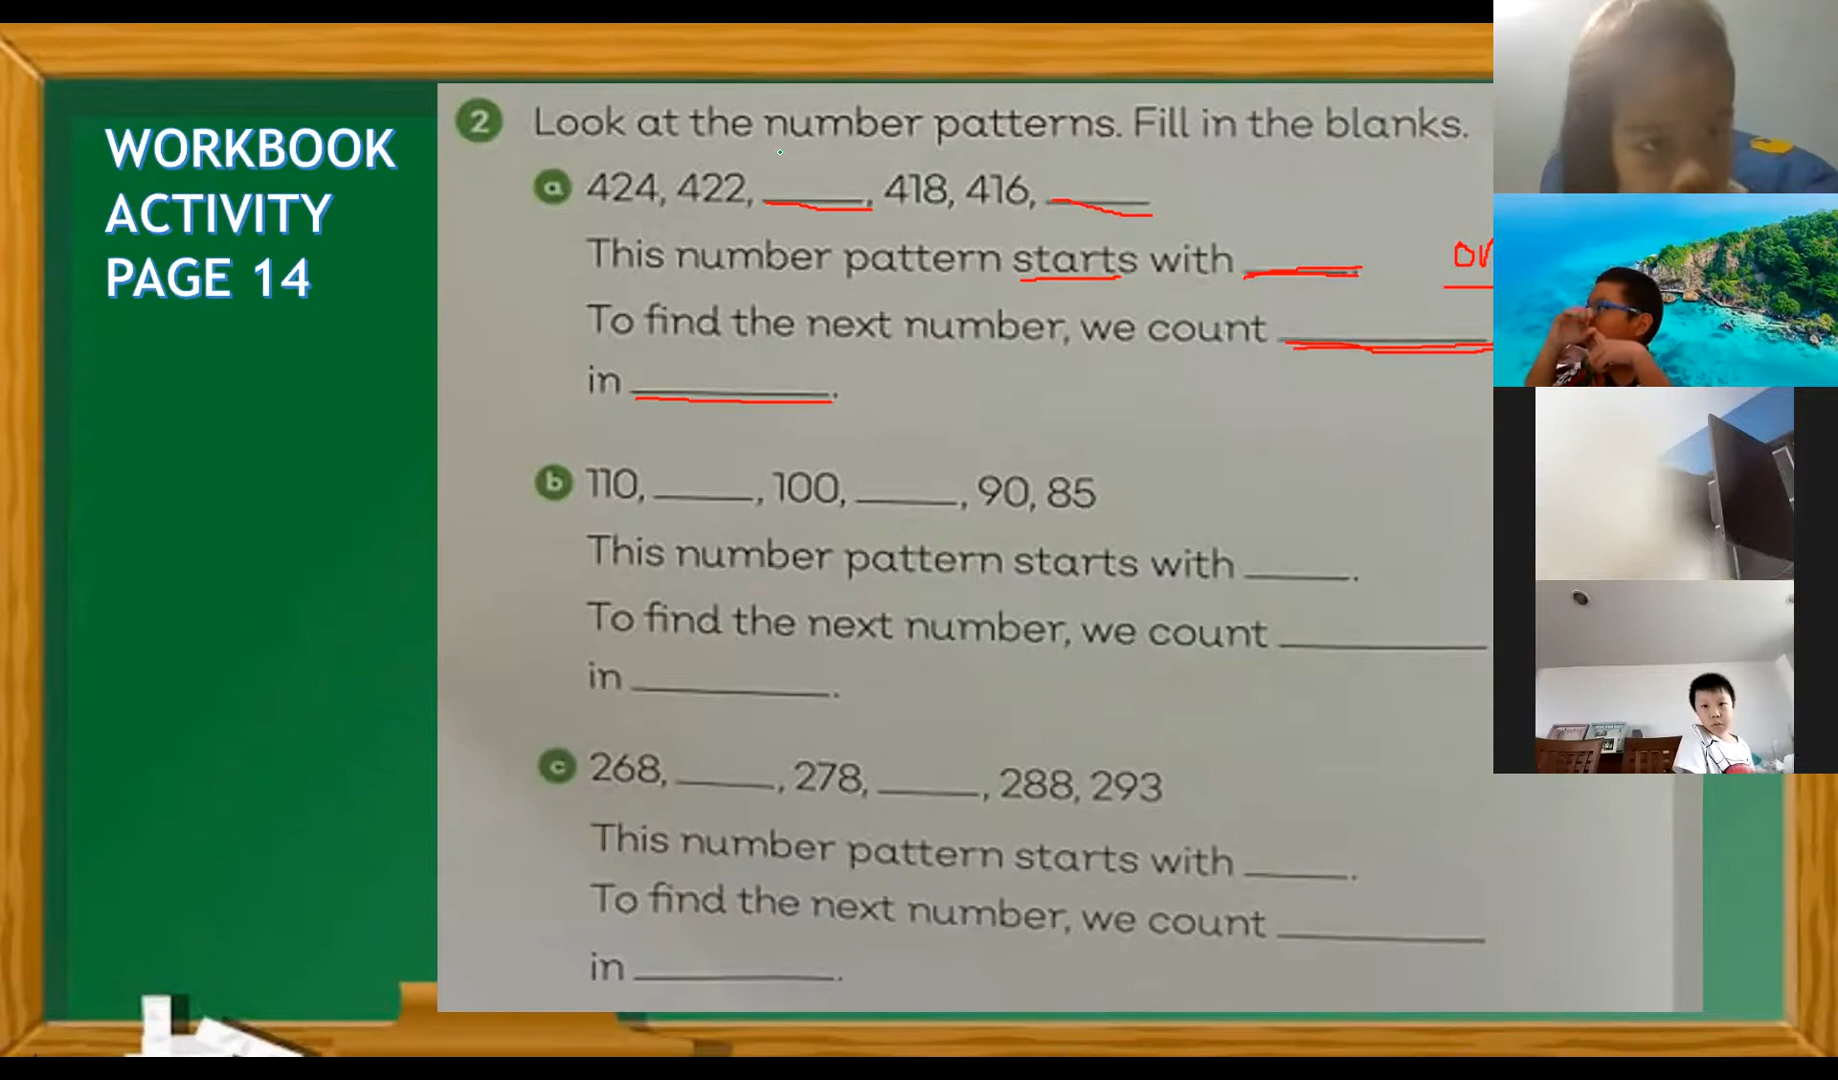 WORKBOOK
ACTIVITY
PAGE 14
2 Look at the number patterns. Fill in the blanks.
a 424, 422, ____, 418, 416, ____
This number pattern starts with ____.
To find the next number, we count ____
in ____.
b 110, ____, 100, ____, 90, 85
This number pattern starts with ____.
To find the next number, we count ____
in ____.
c 268, ____, 278, ____, 288, 293
This number pattern starts with ____.
To find the next number, we count ____
in ____.